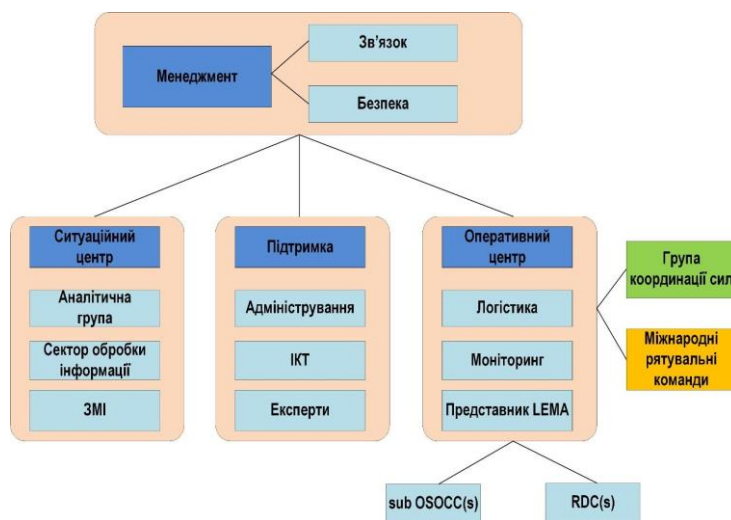 Зв’язок
Менеджмент
Безпека
Ситуаційний
центр
Аналітична
група
Сектор обробки
інформації
ЗМІ
Підтримка
Адміністрування
ІКТ
Експерти
Оперативний
центр
Логістика
Моніторинг
Представник LEMA
Група
координації сил
Міжнародні
рятувальні
команди
sub OSOCC(s)
RDC(s)